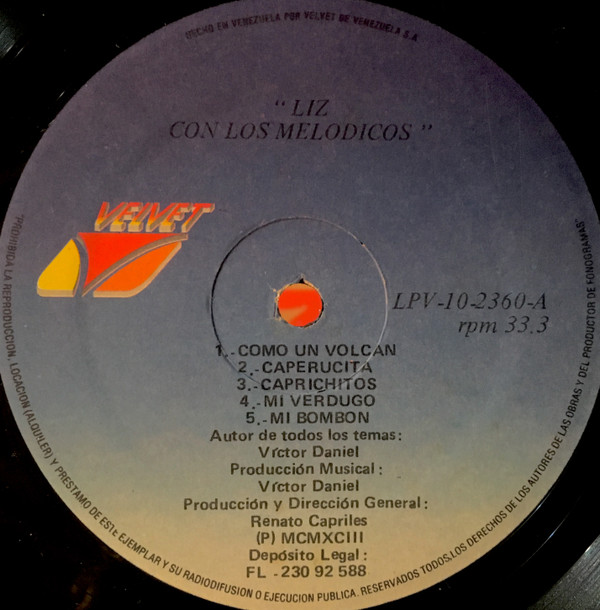 HECHO EN VENEZUELA POR VELVET DE VENEZUELA S.A.
" LIZ
CON LOS MELODICOS "
VELVET
LPV-10-2360-A
rpm 33.3
1.-COMO UN VOLCAN
2.-CAPERUCITA
3.-CAPRICHITOS
4.-MI VERDUGO
5.-MI BOMBON
Autor de todos los temas:
Vrctor Daniel
Producción Musical:
Vrctor Daniel
Producción y Dirección General:
Renato Capriles
(P) MCMXCIII
Depósito Legal:
FL-230 92 588
"PROHIBIDA LA REPRODUCCION, LOCACION (ALQUILER) Y PRESTAMO DE ESTE EJEMPLAR Y SU RADIODIFUSION O EJECUCION PUBLICA. RESERVADOS TODOS, LOS DERECHOS DE LOS AUTORES DE LAS OBRAS Y DEL PRODUCTOR DE FONOGRAMAS"